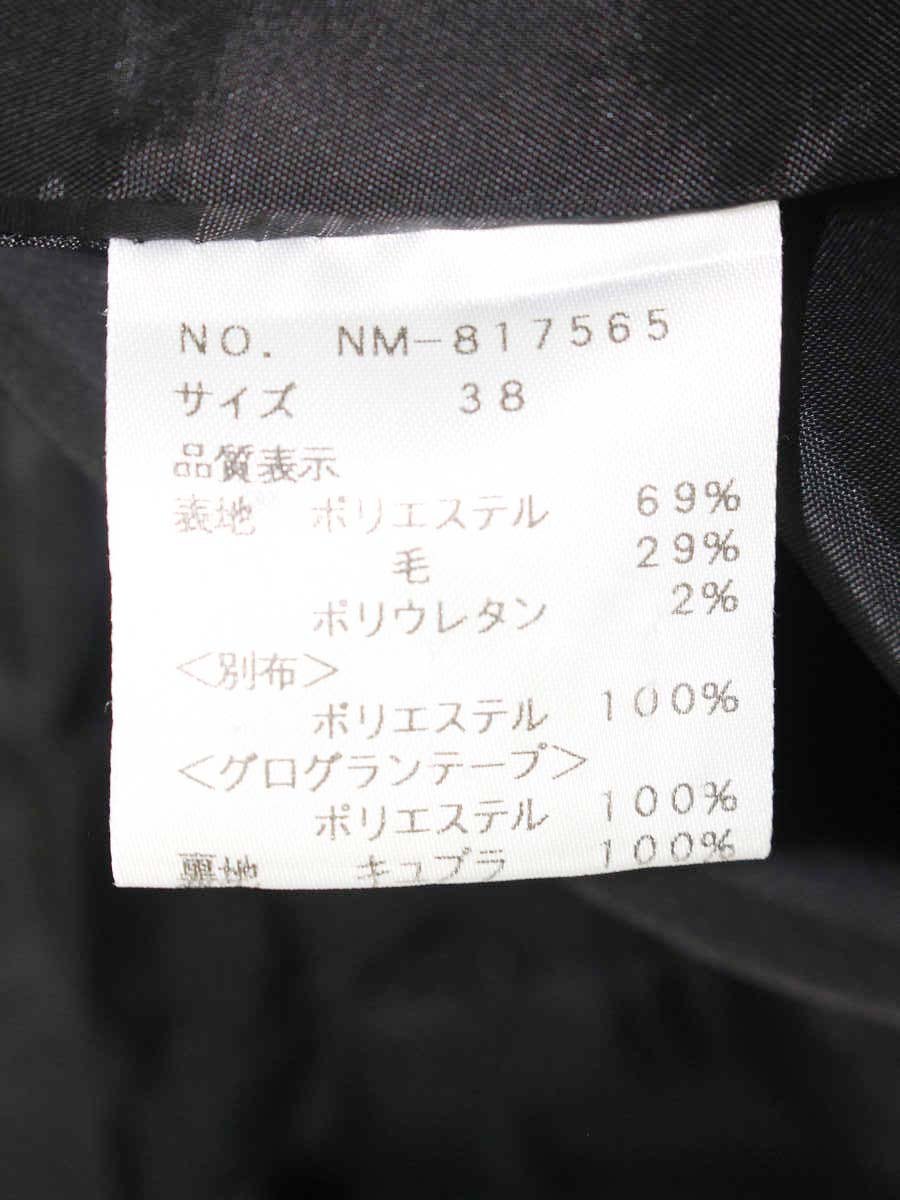 NO. NM-817565
サイズ 38
品質表示
表地 ポリエステル 69%
毛 29%
ポリウレタン 2%
<別布>
ポリエステル 100%
<グログランテープ>
ポリエステル 100%
裏地 キュプラ 100%